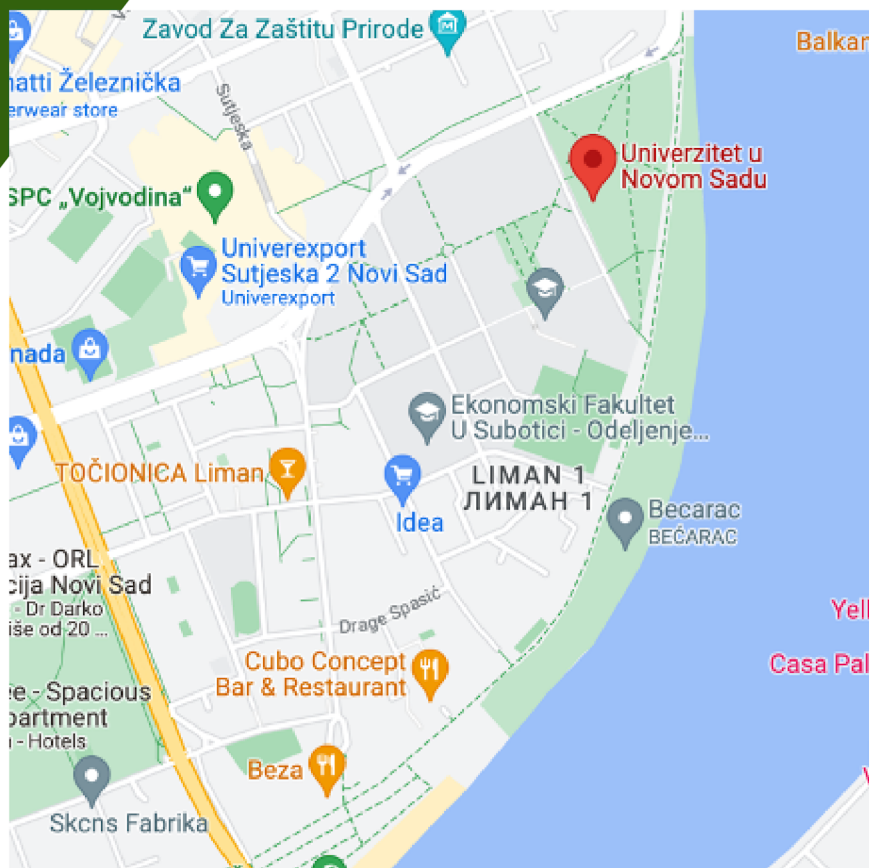 Zavod Za Zaštitu Prirode
Balkan
natti Železnička
erwear store
Sutjeska
Univerzitet u
Novom Sadu
SPC „Vojvodina“
Univerexport
Sutjeska 2 Novi Sad
Univerexport
nada
Ekonomski Fakultet
U Subotici - Odeljenje...
TOČIONICA Liman
LIMAN 1
ЛИМАН 1
Idea
Becarac
BEĆARAC
ax - ORL
cija Novi Sad
- Dr Darko
iše od 20 ...
Drage Spasić
Yell
Cubo Concept
Bar & Restaurant
Casa Pal
ee - Spacious
partment
n - Hotels
Beza
Skcns Fabrika